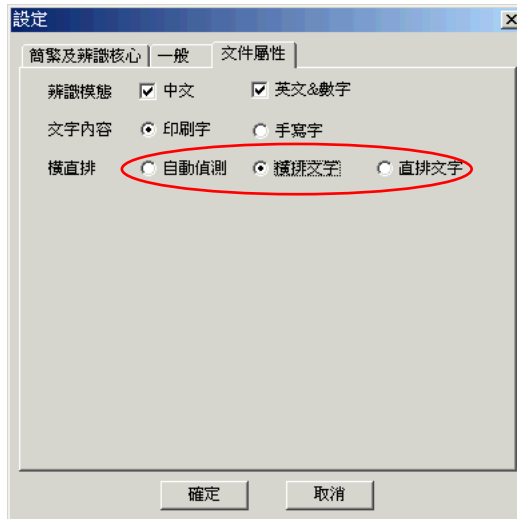 設定
簡繁及辨識核心 一般 文件屬性
辨識模態 中文 英文&數字
文字內容 印刷字 手寫字
橫直排 自動偵測 橫排文字 直排文字
確定 取消